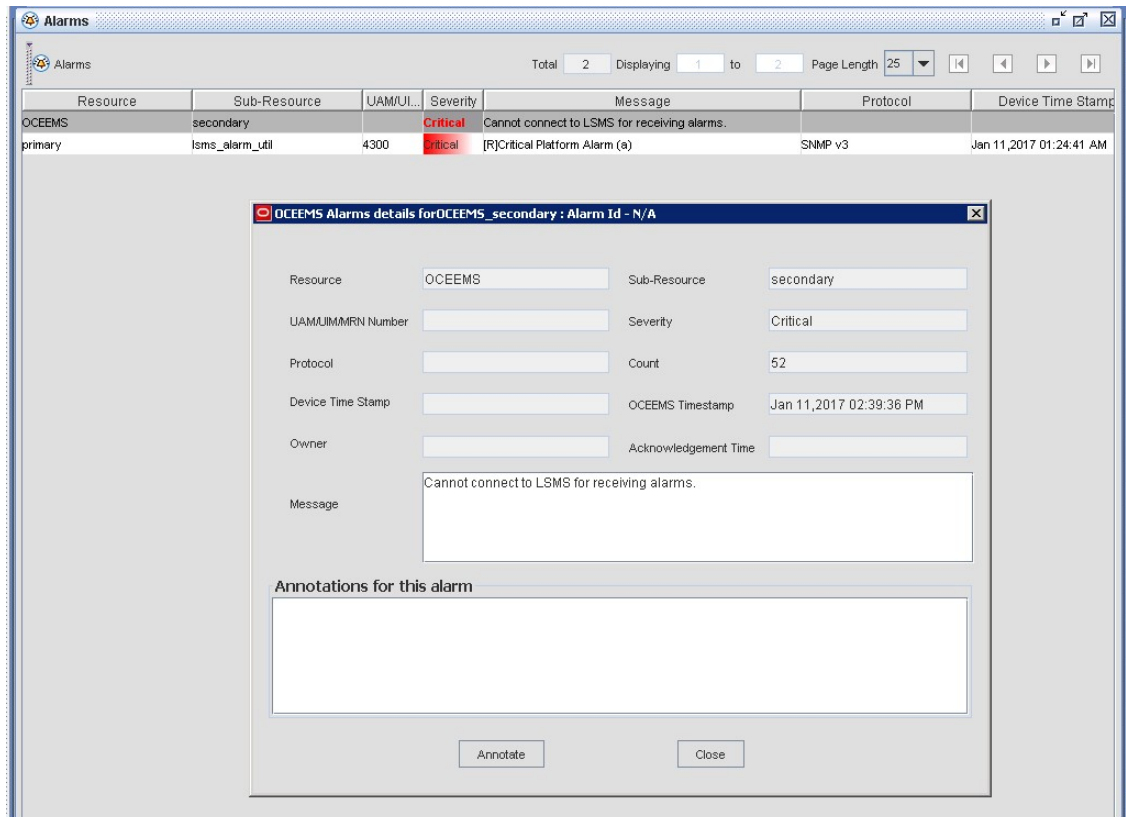 Alarms
Alarms Total 2 Displaying 1 to 2 Page Length 25
Resource Sub-Resource UAM/UI... Severity Message Protocol Device Time Stamp
OCEEMS secondary Critical Cannot connect to LSMS for receiving alarms.
primary lsms_alarm_util 4300 Critical [R]Critical Platform Alarm (a) SNMP v3 Jan 11,2017 01:24:41 AM
OCEEMS Alarms details forOCEEMS_secondary : Alarm Id - N/A
Resource OCEEMS Sub-Resource secondary
UAM/UIM/MRN Number Severity Critical
Protocol Count 52
Device Time Stamp OCEEMS Timestamp Jan 11,2017 02:39:36 PM
Owner Acknowledgement Time
Message Cannot connect to LSMS for receiving alarms.
Annotations for this alarm
Annotate Close